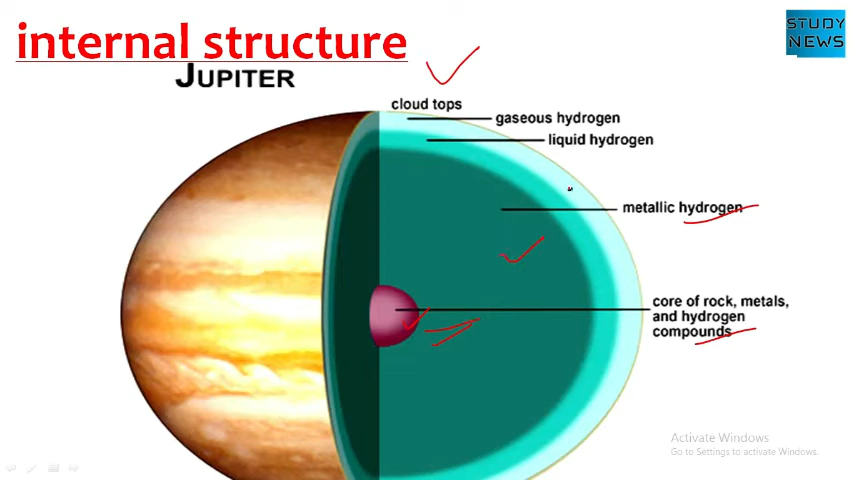 internal structure
STUDY
NEWS
JUPITER
cloud tops
gaseous hydrogen
liquid hydrogen
metallic hydrogen
core of rock, metals,
and hydrogen
compounds
Activate Windows
Go to Settings to activate Windows.